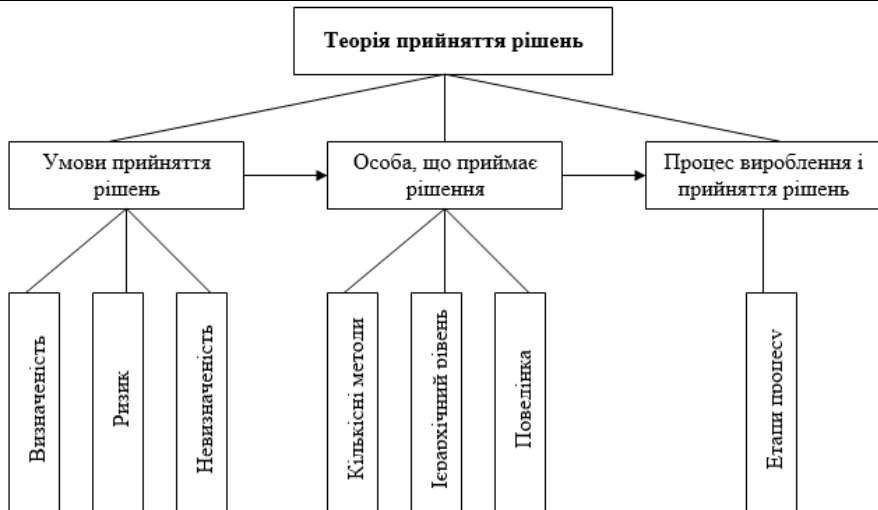 Теорія прийняття рішень
Умови прийняття
рішень
Особа, що приймає
рішення
Процес вироблення і
прийняття рішень
Визначеність
Ризик
Невизначеність
Кількісні методи
Ієрархічний рівень
Поведінка
Етапи процесу